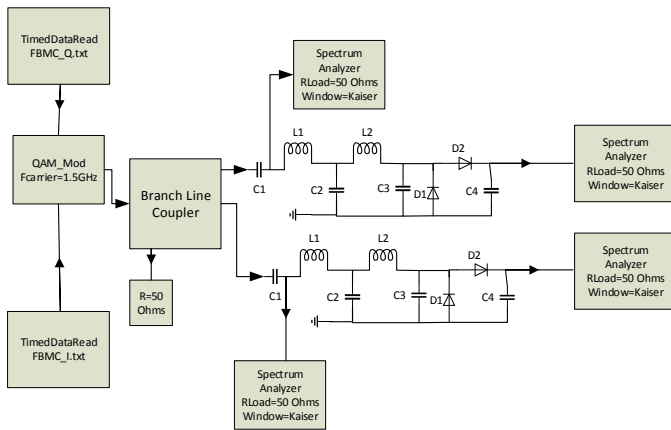 TimedDataRead
FBMC_Q.txt
QAM_Mod
Fcarrier=1.5GHz
TimedDataRead
FBMC_I.txt
Branch Line
Coupler
R=50
Ohms
Spectrum
Analyzer
RLoad=50 Ohms
Window=Kaiser
C1
L1
L2
C2
C3
D1
D2
C4
Spectrum
Analyzer
RLoad=50 Ohms
Window=Kaiser
C1
L1
L2
C2
C3
D1
D2
C4
Spectrum
Analyzer
RLoad=50 Ohms
Window=Kaiser
Spectrum
Analyzer
RLoad=50 Ohms
Window=Kaiser